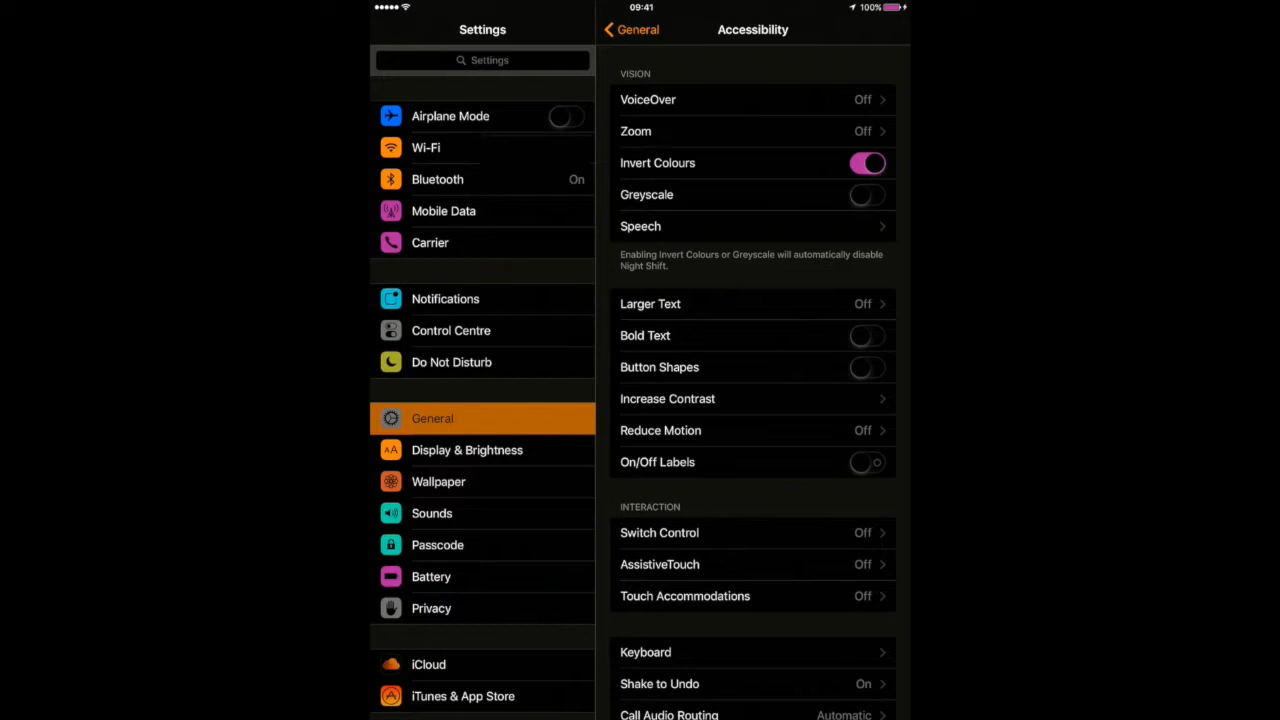 09:41
100%
Settings
General
Accessibility
Settings
Airplane Mode
Wi-Fi
Bluetooth On
Mobile Data
Carrier
Notifications
Control Centre
Do Not Disturb
General
Display & Brightness
AA
Wallpaper
Sounds
Passcode
Battery
Privacy
iCloud
iTunes & App Store
VISION
VoiceOver Off
Zoom Off
Invert Colours
Greyscale
Speech
Enabling Invert Colours or Greyscale will automatically disable
Night Shift.
Larger Text Off
Bold Text
Button Shapes
Increase Contrast
Reduce Motion Off
On/Off Labels
INTERACTION
Switch Control Off
AssistiveTouch Off
Touch Accommodations Off
Keyboard
Shake to Undo On
Call Audio Routing Automatic